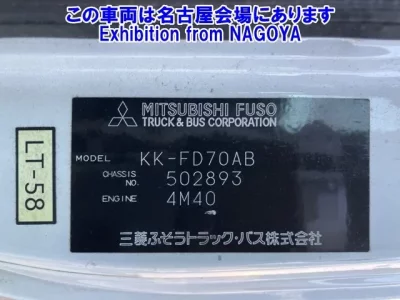 この車両は名古屋会場にあります
Exhibition from NAGOYA
MITSUBISHI FUSO
TRUCK & BUS CORPORATION
MODEL KK-FD70AB
CHASSIS NO. 502893
ENGINE 4M40
三菱ふそうトラック・バス株式会社
LT-58